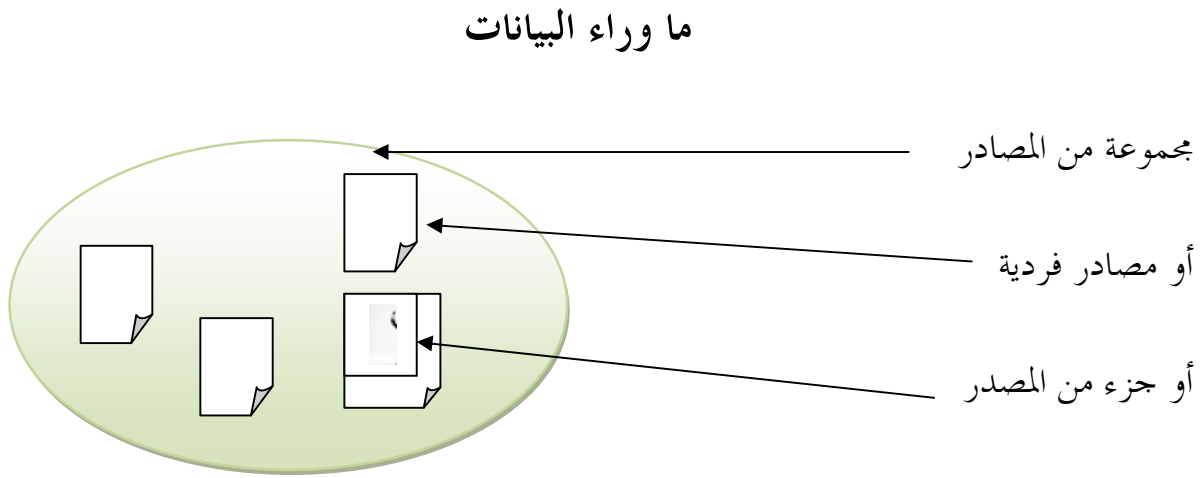 ما وراء البيانات
مجموعة من المصادر
أو مصادر فردية
أو جزء من المصدر